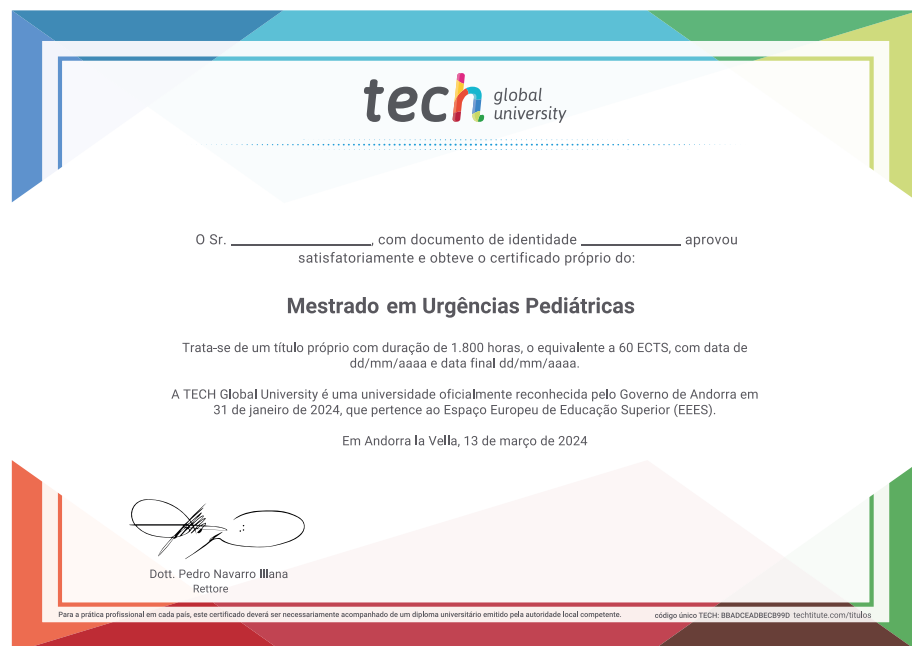 tech global university
O Sr. ____________________, com documento de identidade ______________ aprovou
satisfatoriamente e obteve o certificado próprio do:
Mestrado em Urgências Pediátricas
Trata-se de um título próprio com duração de 1.800 horas, o equivalente a 60 ECTS, com data de
dd/mm/aaaa e data final dd/mm/aaaa.
A TECH Global University é uma universidade oficialmente reconhecida pelo Governo de Andorra em
31 de janeiro de 2024, que pertence ao Espaço Europeu de Educação Superior (EEES).
Em Andorra la Vella, 13 de março de 2024
Dott. Pedro Navarro Illana
Rettore
Para a prática profissional em cada país, este certificado deverá ser necessariamente acompanhado de um diploma universitário emitido pela autoridade local competente.
código único TECH: BBADCEADBECB99D techtitute.com/titulos